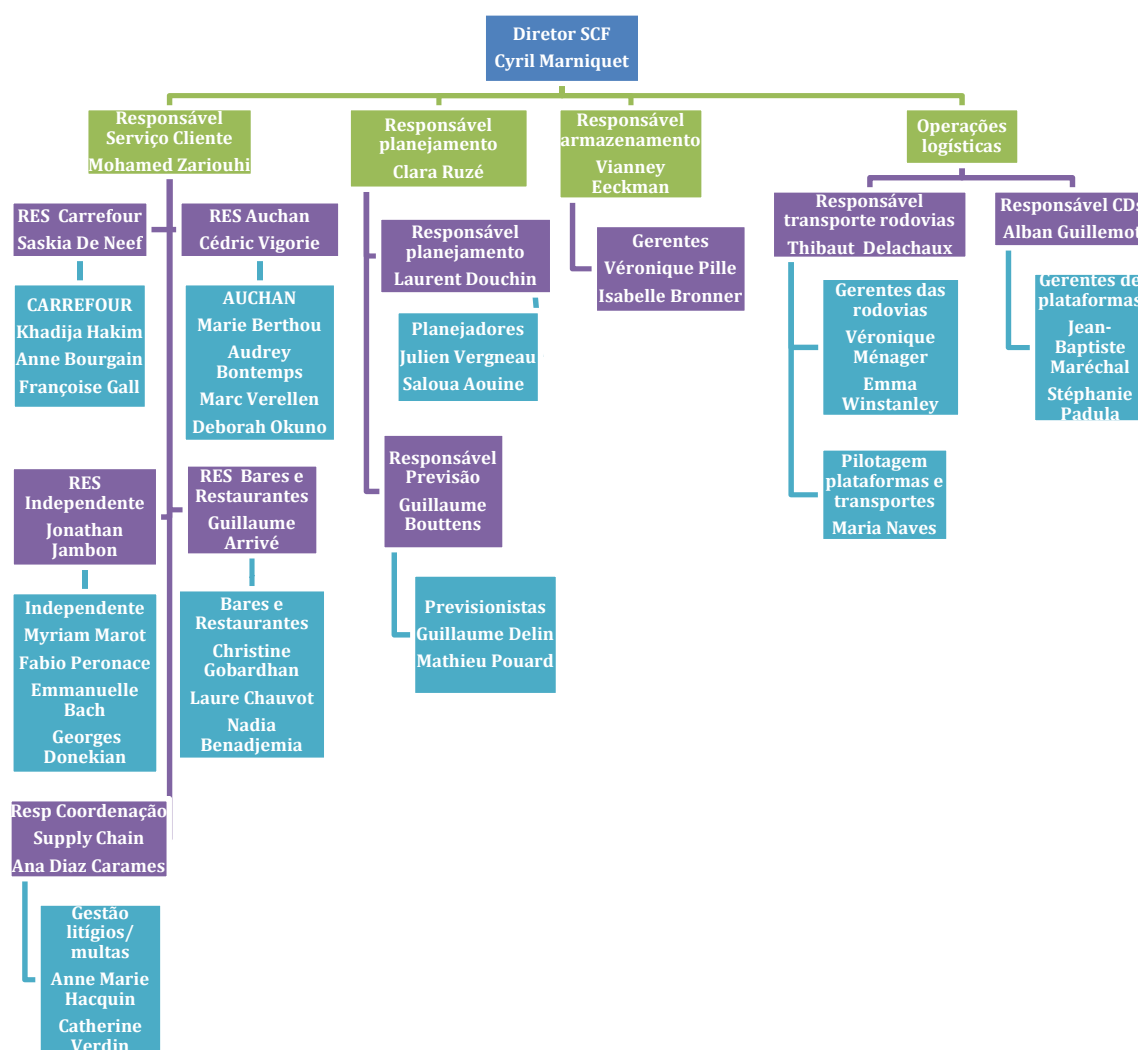 Diretor SCF
Cyril Marniquet
Responsável
Serviço Cliente
Mohamed Zariouhi
Responsável
planejamento
Clara Ruzé
Responsável
armazenamento
Vianney
Eeckman
Operações
logísticas
RES Carrefour
Saskia De Neef
RES Auchan
Cédric Vigorie
CARREFOUR
Khadija Hakim
Anne Bourgain
Françoise Gall
AUCHAN
Marie Berthou
Audrey
Bontemps
Marc Verellen
Deborah Okuno
RES
Independente
Jonathan
Jambon
RES Bares e
Restaurantes
Guillaume
Arrivé
Independente
Myriam Marot
Fabio Peronace
Emmanuelle
Bach
Georges
Donekian
Bares e
Restaurantes
Christine
Gobardhan
Laure Chauvot
Nadia
Benadjemia
Resp Coordenação
Supply Chain
Ana Diaz Carames
Gestão
litígios/
multas
Anne Marie
Hacquin
Catherine
Verdin
Responsável
planejamento
Laurent Douchin
Planejadores
Julien Vergneau
Saloua Aouine
Responsável
Previsão
Guillaume
Bouttens
Previsionistas
Guillaume Delin
Mathieu Pouard
Gerentes
Véronique Pille
Isabelle Bronner
Responsável
transporte rodovias
Thibaut Delachaux
Gerentes das
rodovias
Véronique
Ménager
Emma
Winstanley
Pilotagem
plataformas e
transportes
Maria Naves
Responsável CDs
Alban Guillemot
Gerentes de
plataformas
Jean-
Baptiste
Maréchal
Stéphanie
Padula